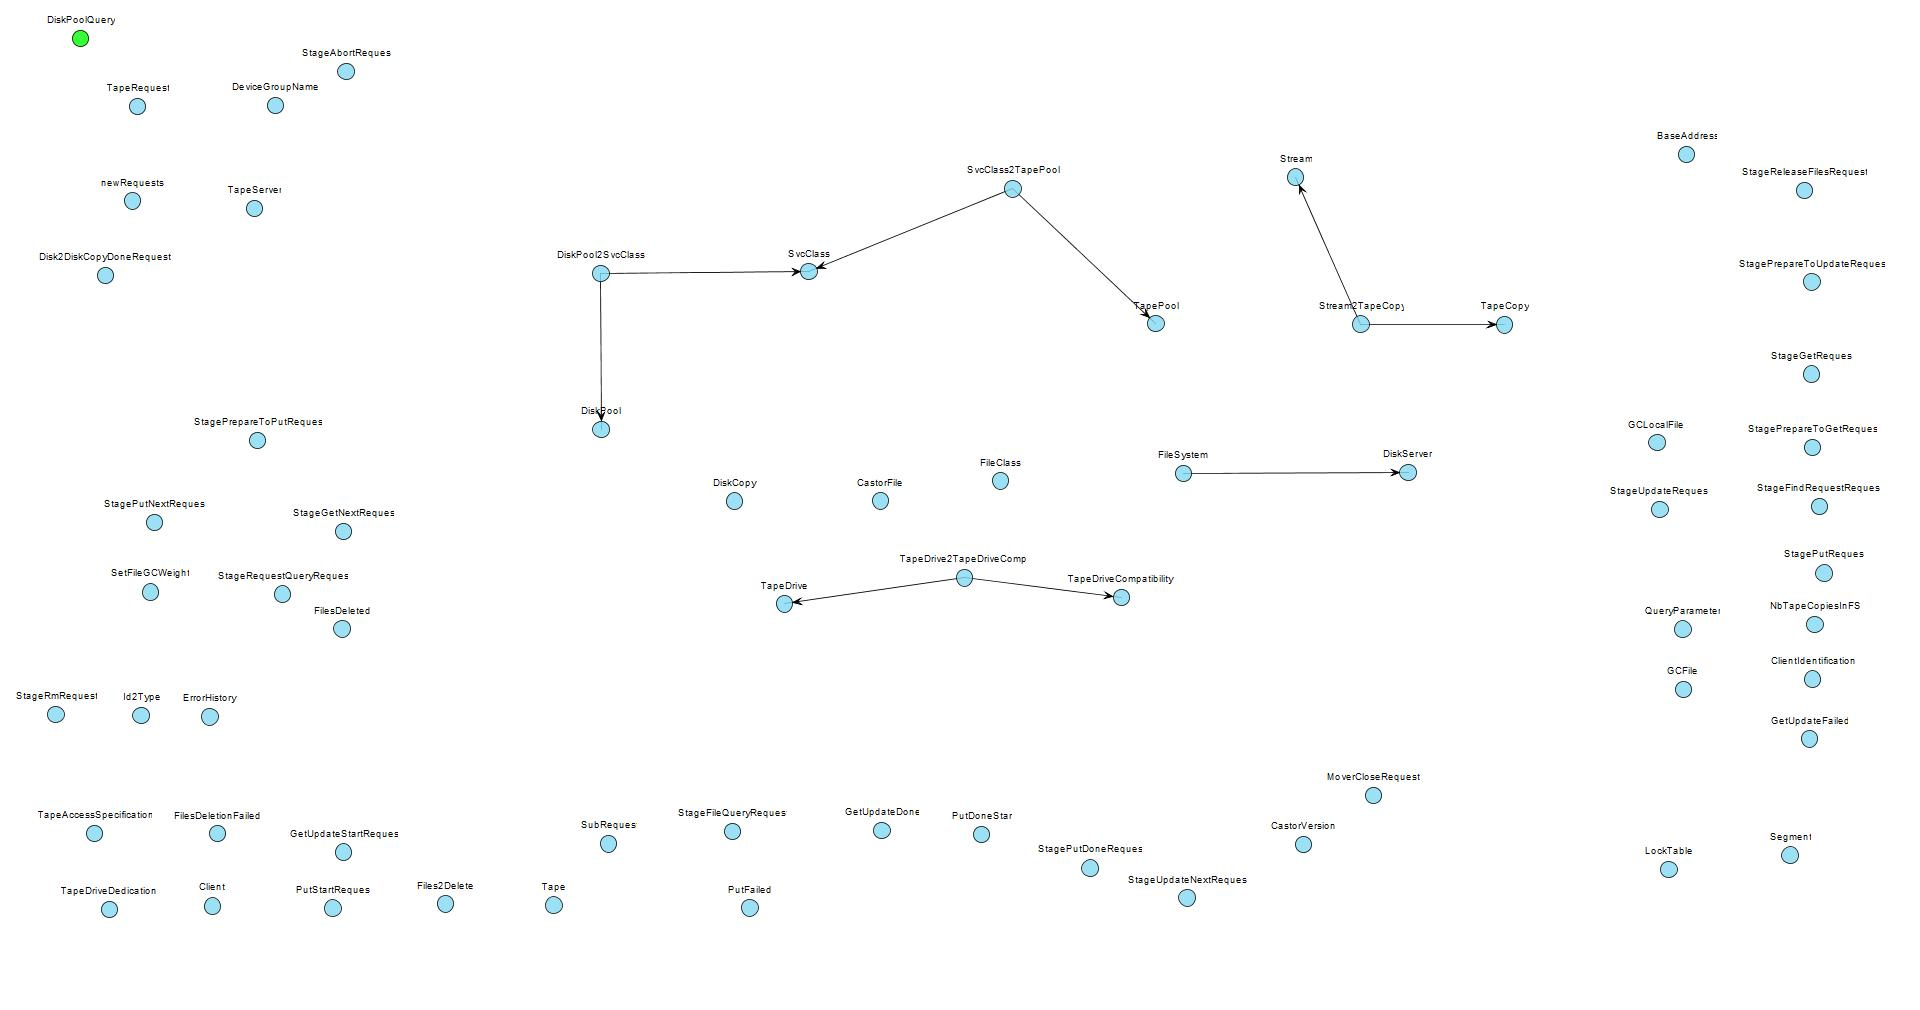 DiskPoolQuery
StageAbortReques
TapeRequest
DeviceGroupName
BaseAddress
Stream
SvcClass2TapePool
StageReleaseFilesRequest
newRequests
TapeServer
DiskPool2SvcClass
SvcClass
Disk2DiskCopyDoneRequest
StagePrepareToUpdateReques
TapePool
Stream2TapeCopy
TapeCopy
StageGetReques
DiskPool
StagePrepareToPutReques
GCLocalFile
StagePrepareToGetReques
FileSystem
DiskServer
FileClass
DiskCopy
CastorFile
StageUpdateReques
StageFindRequestReques
StagePutNextReques
StageGetNextReques
StagePutReques
TapeDrive2TapeDriveComp
SetFileGCWeight
StageRequestQueryReques
TapeDrive
TapeDriveCompatibility
FilesDeleted
QueryParameter
NbTapeCopiesInFS
ClientIdentification
GCFile
StageRmRequest
Id2Type
ErrorHistory
GetUpdateFailed
MoverCloseRequest
TapeAccessSpecification
FilesDeletionFailed
GetUpdateStartReques
SubReques
StageFileQueryReques
GetUpdateDone
PutDoneStar
CastorVersion
StagePutDoneReques
LockTable
Segment
TapeDriveDedication
Client
PutStartReques
Files2Delete
Tape
PutFailed
StageUpdateNextReques